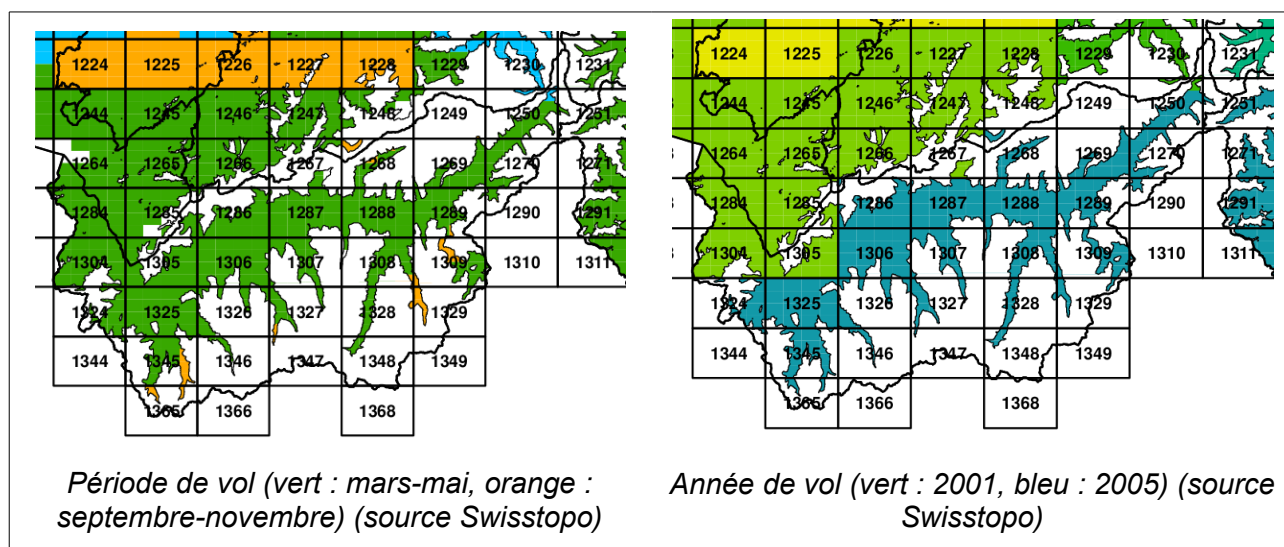 1224 1225 1226 1227 1228 1229 1230 1231
1244 1245 1246 1247 1248 1249 1250 1251
1264 1265 1266 1267 1268 1269 1270 1271
1284 1285 1286 1287 1288 1289 1290 1291
1304 1305 1306 1307 1308 1309 1310 1311
1324 1325 1326 1327 1328 1329
1344 1345 1346 1347 1348 1349
1365 1366 1368
Période de vol (vert : mars-mai, orange :
septembre-novembre) (source Swisstopo)
1224 1225 1226 1227 1228 1229 1230 1231
1244 1245 1246 1247 1248 1249 1250 1251
1264 1265 1266 1267 1268 1269 1270 1271
1284 1285 1286 1287 1288 1289 1290 1291
1304 1305 1306 1307 1308 1309 1310 1311
1324 1325 1326 1327 1328 1329
1344 1345 1346 1347 1348 1349
1365 1366 1368
Année de vol (vert : 2001, bleu : 2005) (source
Swisstopo)